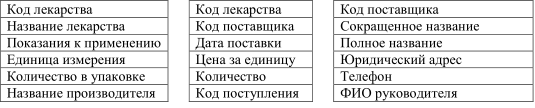 Код лекарства
Название лекарства
Показания к применению
Единица измерения
Количество в упаковке
Название производителя
Код лекарства
Код поставщика
Дата поставки
Цена за единицу
Количество
Код поступления
Код поставщика
Сокращенное название
Полное название
Юридический адрес
Телефон
ФИО руководителя